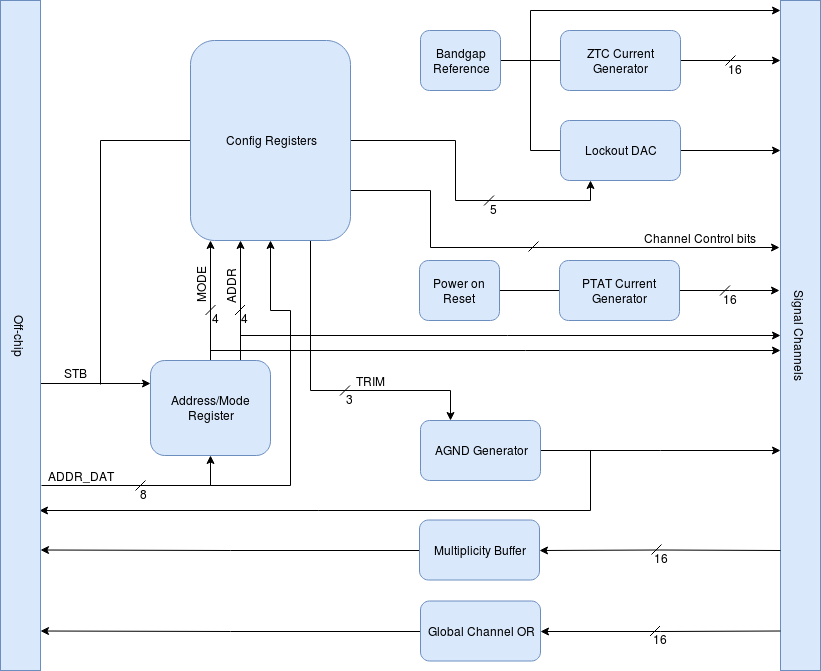 Bandgap
Reference
ZTC Current
Generator
16
Config Registers
Lockout DAC
5
Channel Control bits
MODE
ADDR
4
4
Power on
Reset
PTAT Current
Generator
16
Off-chip
Signal Channels
STB
TRIM
3
Address/Mode
Register
AGND Generator
ADDR_DAT
8
Multiplicity Buffer
16
Global Channel OR
16